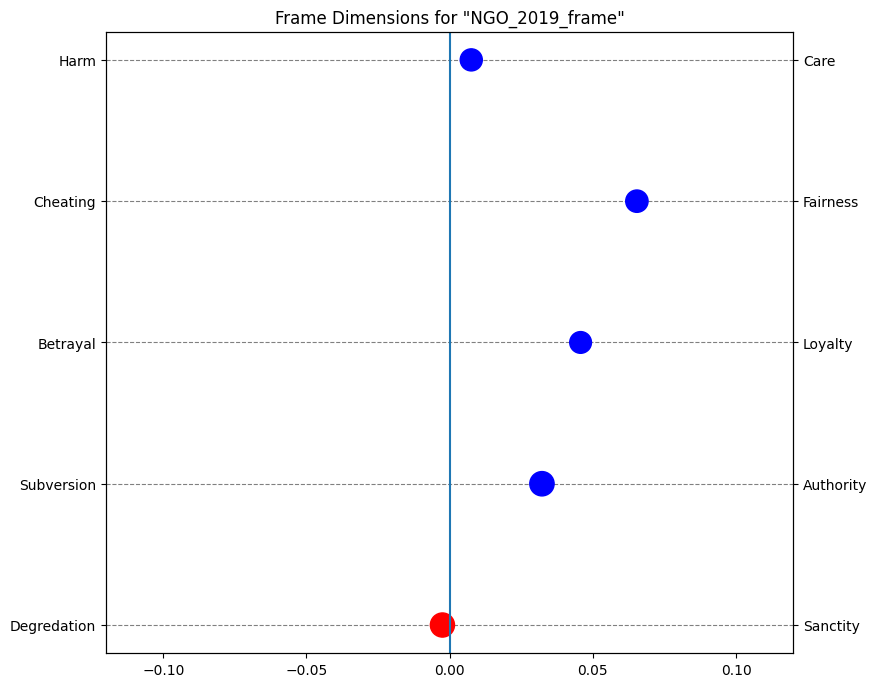 Frame Dimensions for "NGO_2019_frame"
Harm Care
Cheating Fairness
Betrayal Loyalty
Subversion Authority
Degredation Sanctity
−0.10 −0.05 0.00 0.05 0.10